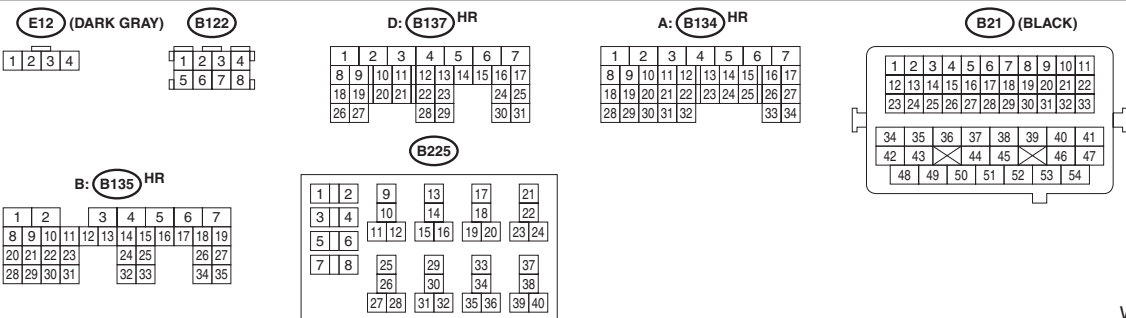 E12 (DARK GRAY)
1 2 3 4
B122
1 2 3 4
5 6 7 8
D: B137 HR
1 2 3 4 5 6 7
8 9 10 11 12 13 14 15 16 17
18 19 20 21 22 23 24 25
26 27 28 29 30 31
A: B134 HR
1 2 3 4 5 6 7
8 9 10 11 12 13 14 15 16 17
18 19 20 21 22 23 24 25 26 27
28 29 30 31 32 33 34
B21 (BLACK)
1 2 3 4 5 6 7 8 9 10 11
12 13 14 15 16 17 18 19 20 21 22
23 24 25 26 27 28 29 30 31 32 33
34 35 36 37 38 39 40 41
42 43 44 45 46 47
48 49 50 51 52 53 54
B: B135 HR
1 2 3 4 5 6 7
8 9 10 11 12 13 14 15 16 17 18 19
20 21 22 23 24 25 26 27
28 29 30 31 32 33 34 35
B225
1 2 9 13 17 21
3 4 10 14 18 22
5 6 11 12 15 16 19 20 23 24
7 8 25 29 33 37
26 30 34 38
27 28 31 32 35 36 39 40